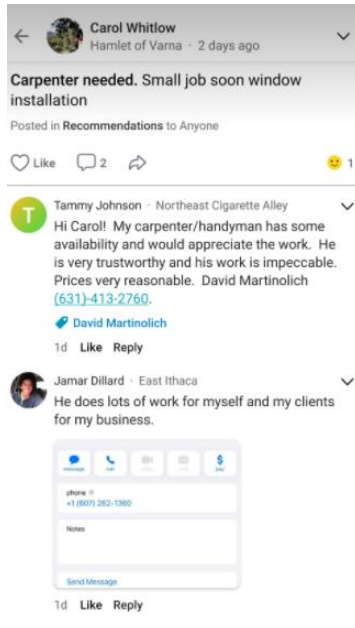 Carol Whitlow
Hamlet of Varna · 2 days ago
Carpenter needed. Small job soon window
installation
Posted in Recommendations to Anyone
Like 2 1
T
Tammy Johnson · Northeast Cigarette Alley
Hi Carol! My carpenter/handyman has some
availability and would appreciate the work. He
is very trustworthy and his work is impeccable.
Prices very reasonable. David Martinolich
(631)-413-2760.
David Martinolich
1d Like Reply
Jamar Dillard · East Ithaca
He does lots of work for myself and my clients
for my business.
message call pay
phone
+1 (607) 262-1360
Notes
Send Message
1d Like Reply